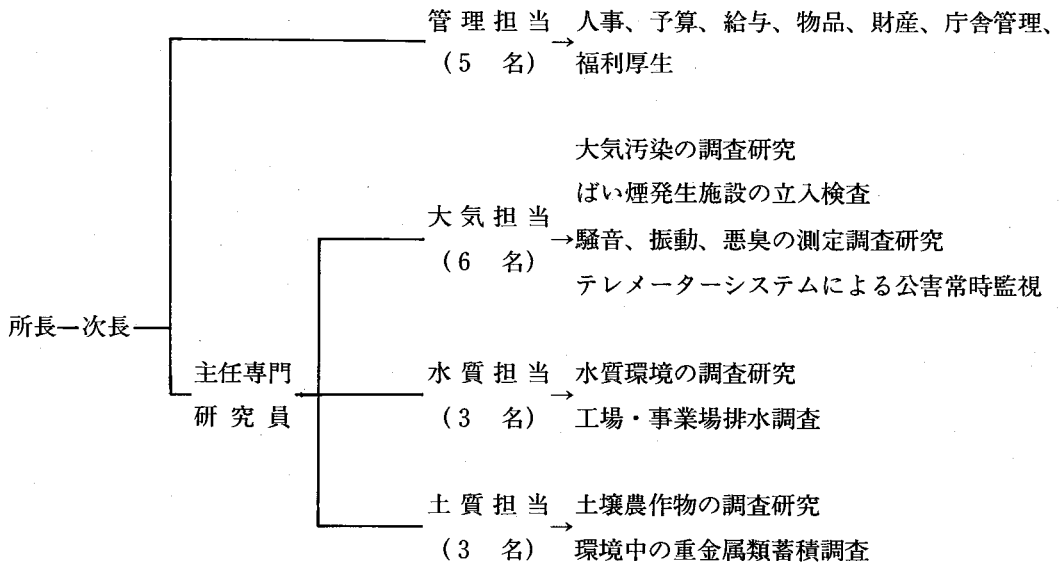 管理担当
(5 名)
→
人事、予算、給与、物品、財産、庁舎管理、
福利厚生
大気担当
(6 名)
→
大気汚染の調査研究
ばい煙発生施設の立入検査
騒音、振動、悪臭の測定調査研究
テレメーターシステムによる公害常時監視
所長ー次長
主任専門
研究員
水質担当
(3 名)
→
水質環境の調査研究
工場・事業場排水調査
土質担当
(3 名)
→
土壌農作物の調査研究
環境中の重金属類蓄積調査